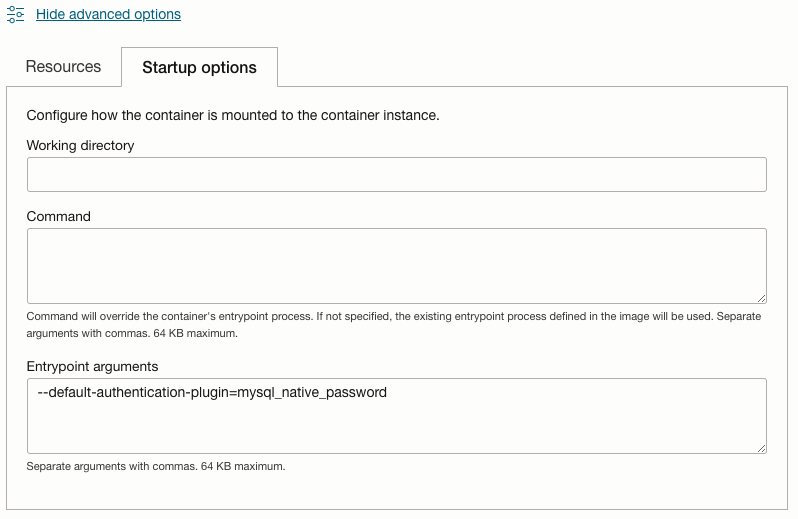 Hide advanced options
Resources
Startup options
Configure how the container is mounted to the container instance.
Working directory
Command
Command will override the container's entrypoint process. If not specified, the existing entrypoint process defined in the image will be used. Separate
arguments with commas. 64 KB maximum.
Entrypoint arguments
--default-authentication-plugin=mysql_native_password
Separate arguments with commas. 64 KB maximum.